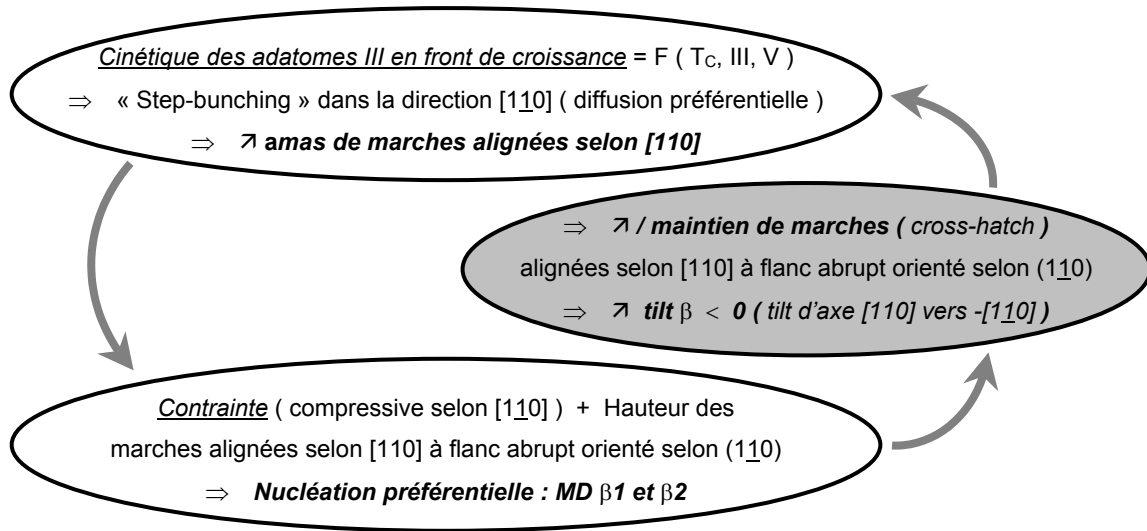 Cinétique des adatomes III en front de croissance = F ( TC, III, V )
⇒ « Step-bunching » dans la direction [110] ( diffusion préférentielle )
⇒ ↗ amas de marches alignées selon [110]
⇒ ↗ / maintien de marches ( cross-hatch )
alignées selon [110] à flanc abrupt orienté selon (110)
⇒ ↗ tilt β < 0 ( tilt d'axe [110] vers -[110] )
Contrainte ( compressive selon [110] ) + Hauteur des
marches alignées selon [110] à flanc abrupt orienté selon (110)
⇒ Nucléation préférentielle : MD β1 et β2